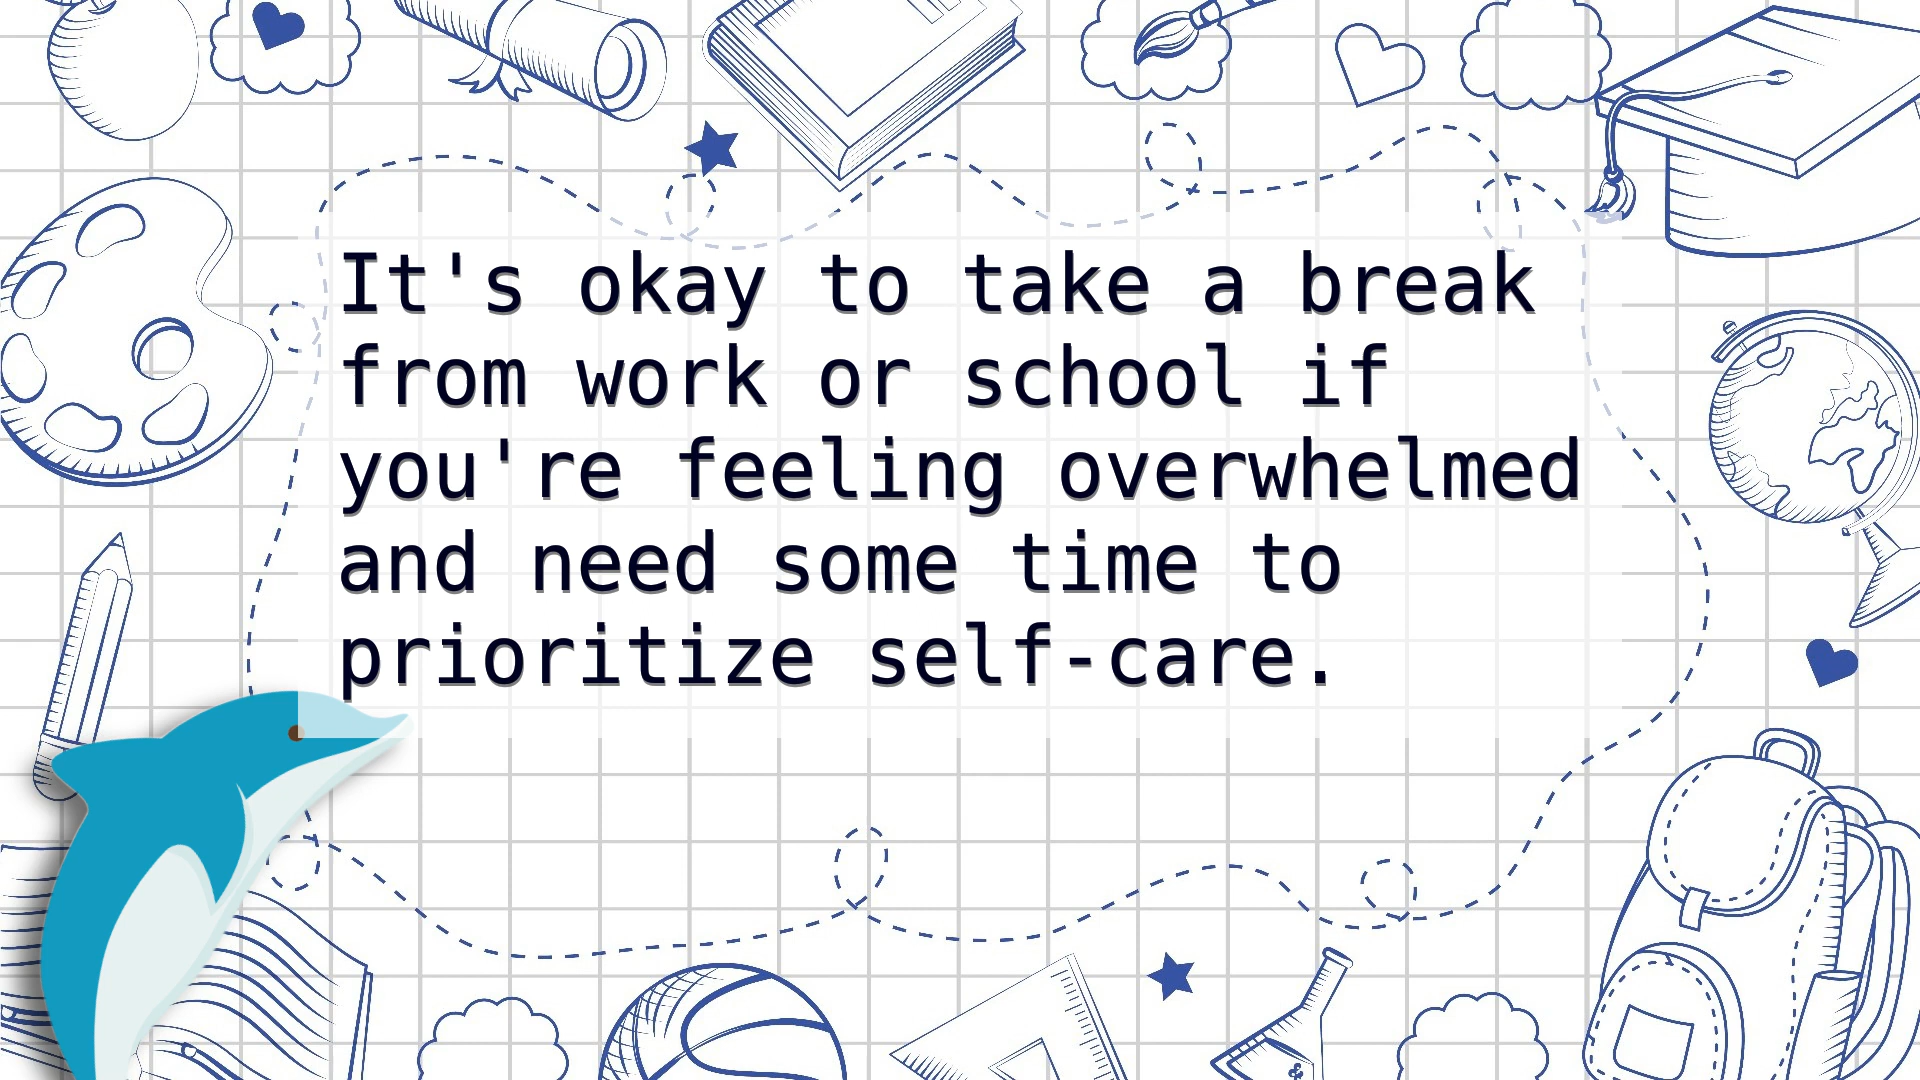 It's okay to take a break
from work or school if
you're feeling overwhelmed
and need some time to
prioritize self-care.